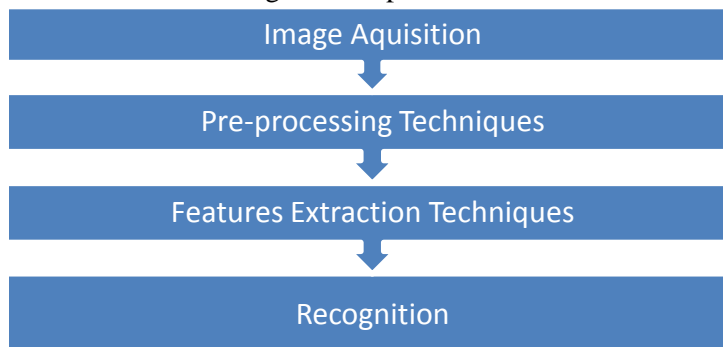 Image Aquisition
Pre-processing Techniques
Features Extraction Techniques
Recognition